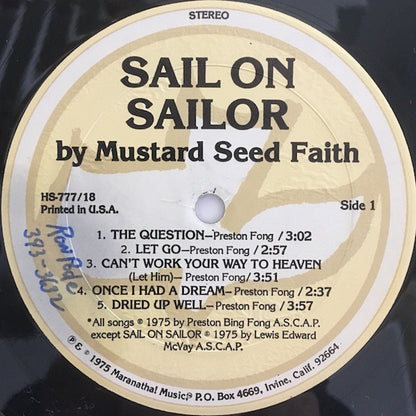 STEREO
SAIL ON
SAILOR
by Mustard Seed Faith
HS-777/18
Printed in U.S.A.
Side 1
1. THE QUESTION—Preston Fong / 3:02
2. LET GO—Preston Fong / 2:57
3. CAN'T WORK YOUR WAY TO HEAVEN
(Let Him)—Preston Fong / 3:51
4. ONCE I HAD A DREAM—Preston Fong / 2:37
5. DRIED UP WELL—Preston Fong / 3:57
*All songs ℗ 1975 by Preston Bing Fong A.S.C.A.P.
except SAIL ON SAILOR ℗ 1975 by Lewis Edward
McVay A.S.C.A.P.
℗ © 1975 Maranatha! Music, P.O. Box 4669, Irvine, Calif. 92664
393-3612